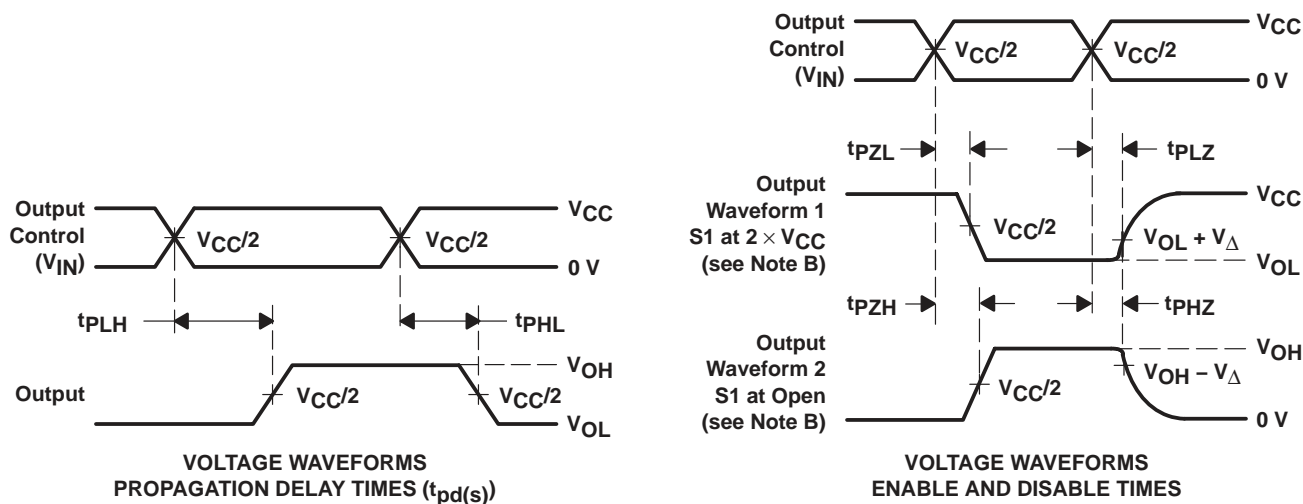 Output
Control
(VIN)
VCC
VCC/2
VCC/2
0 V
tPLH
tPHL
Output
VOH
VCC/2
VCC/2
VOL
VOLTAGE WAVEFORMS
PROPAGATION DELAY TIMES (tpd(s))
Output
Control
(VIN)
VCC
VCC/2
VCC/2
0 V
tPZL
tPLZ
Output
Waveform 1
S1 at 2 × VCC
(see Note B)
VCC
VCC/2
VOL + VΔ
VOL
tPZH
tPHZ
Output
Waveform 2
S1 at Open
(see Note B)
VOH
VCC/2
VOH − VΔ
0 V
VOLTAGE WAVEFORMS
ENABLE AND DISABLE TIMES